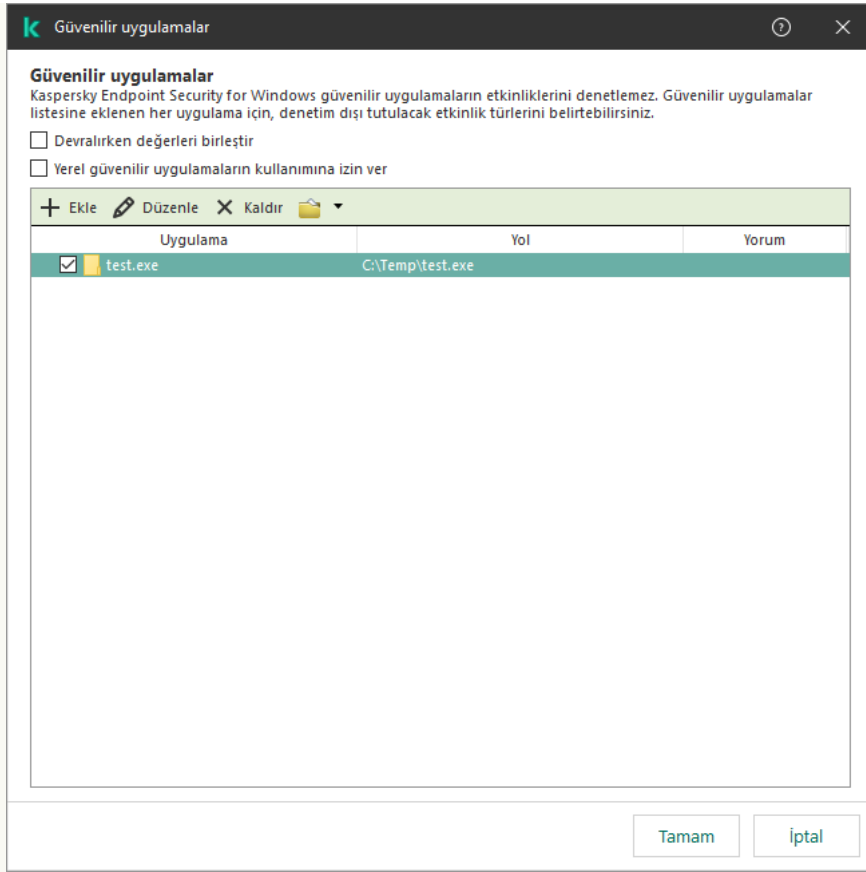 Güvenilir uygulamalar
Güvenilir uygulamalar
Kaspersky Endpoint Security for Windows güvenilir uygulamaların etkinliklerini denetlemez. Güvenilir uygulamalar
listesine eklenen her uygulama için, denetim dışı tutulacak etkinlik türlerini belirtebilirsiniz.
Devralırken değerleri birleştir
Yerel güvenilir uygulamaların kullanımına izin ver
Ekle Düzenle Kaldır
Uygulama Yol Yorum
test.exe C:\Temp\test.exe
Tamam İptal